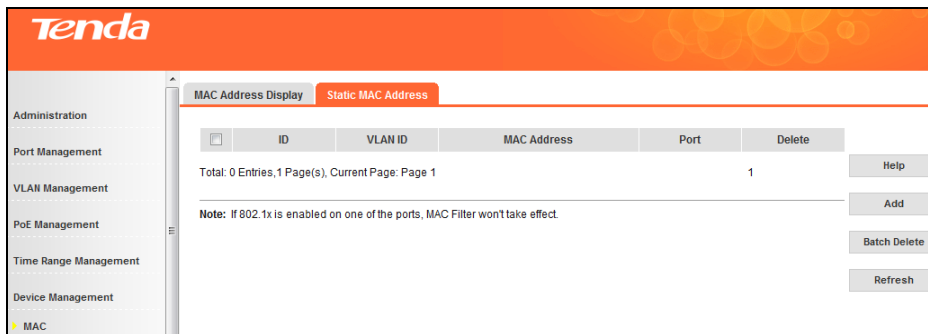 Tenda
MAC Address Display
Static MAC Address
Administration
Port Management
VLAN Management
PoE Management
Time Range Management
Device Management
MAC
ID VLAN ID MAC Address Port Delete
Total: 0 Entries,1 Page(s), Current Page: Page 1 1
Note: If 802.1x is enabled on one of the ports, MAC Filter won't take effect.
Help
Add
Batch Delete
Refresh